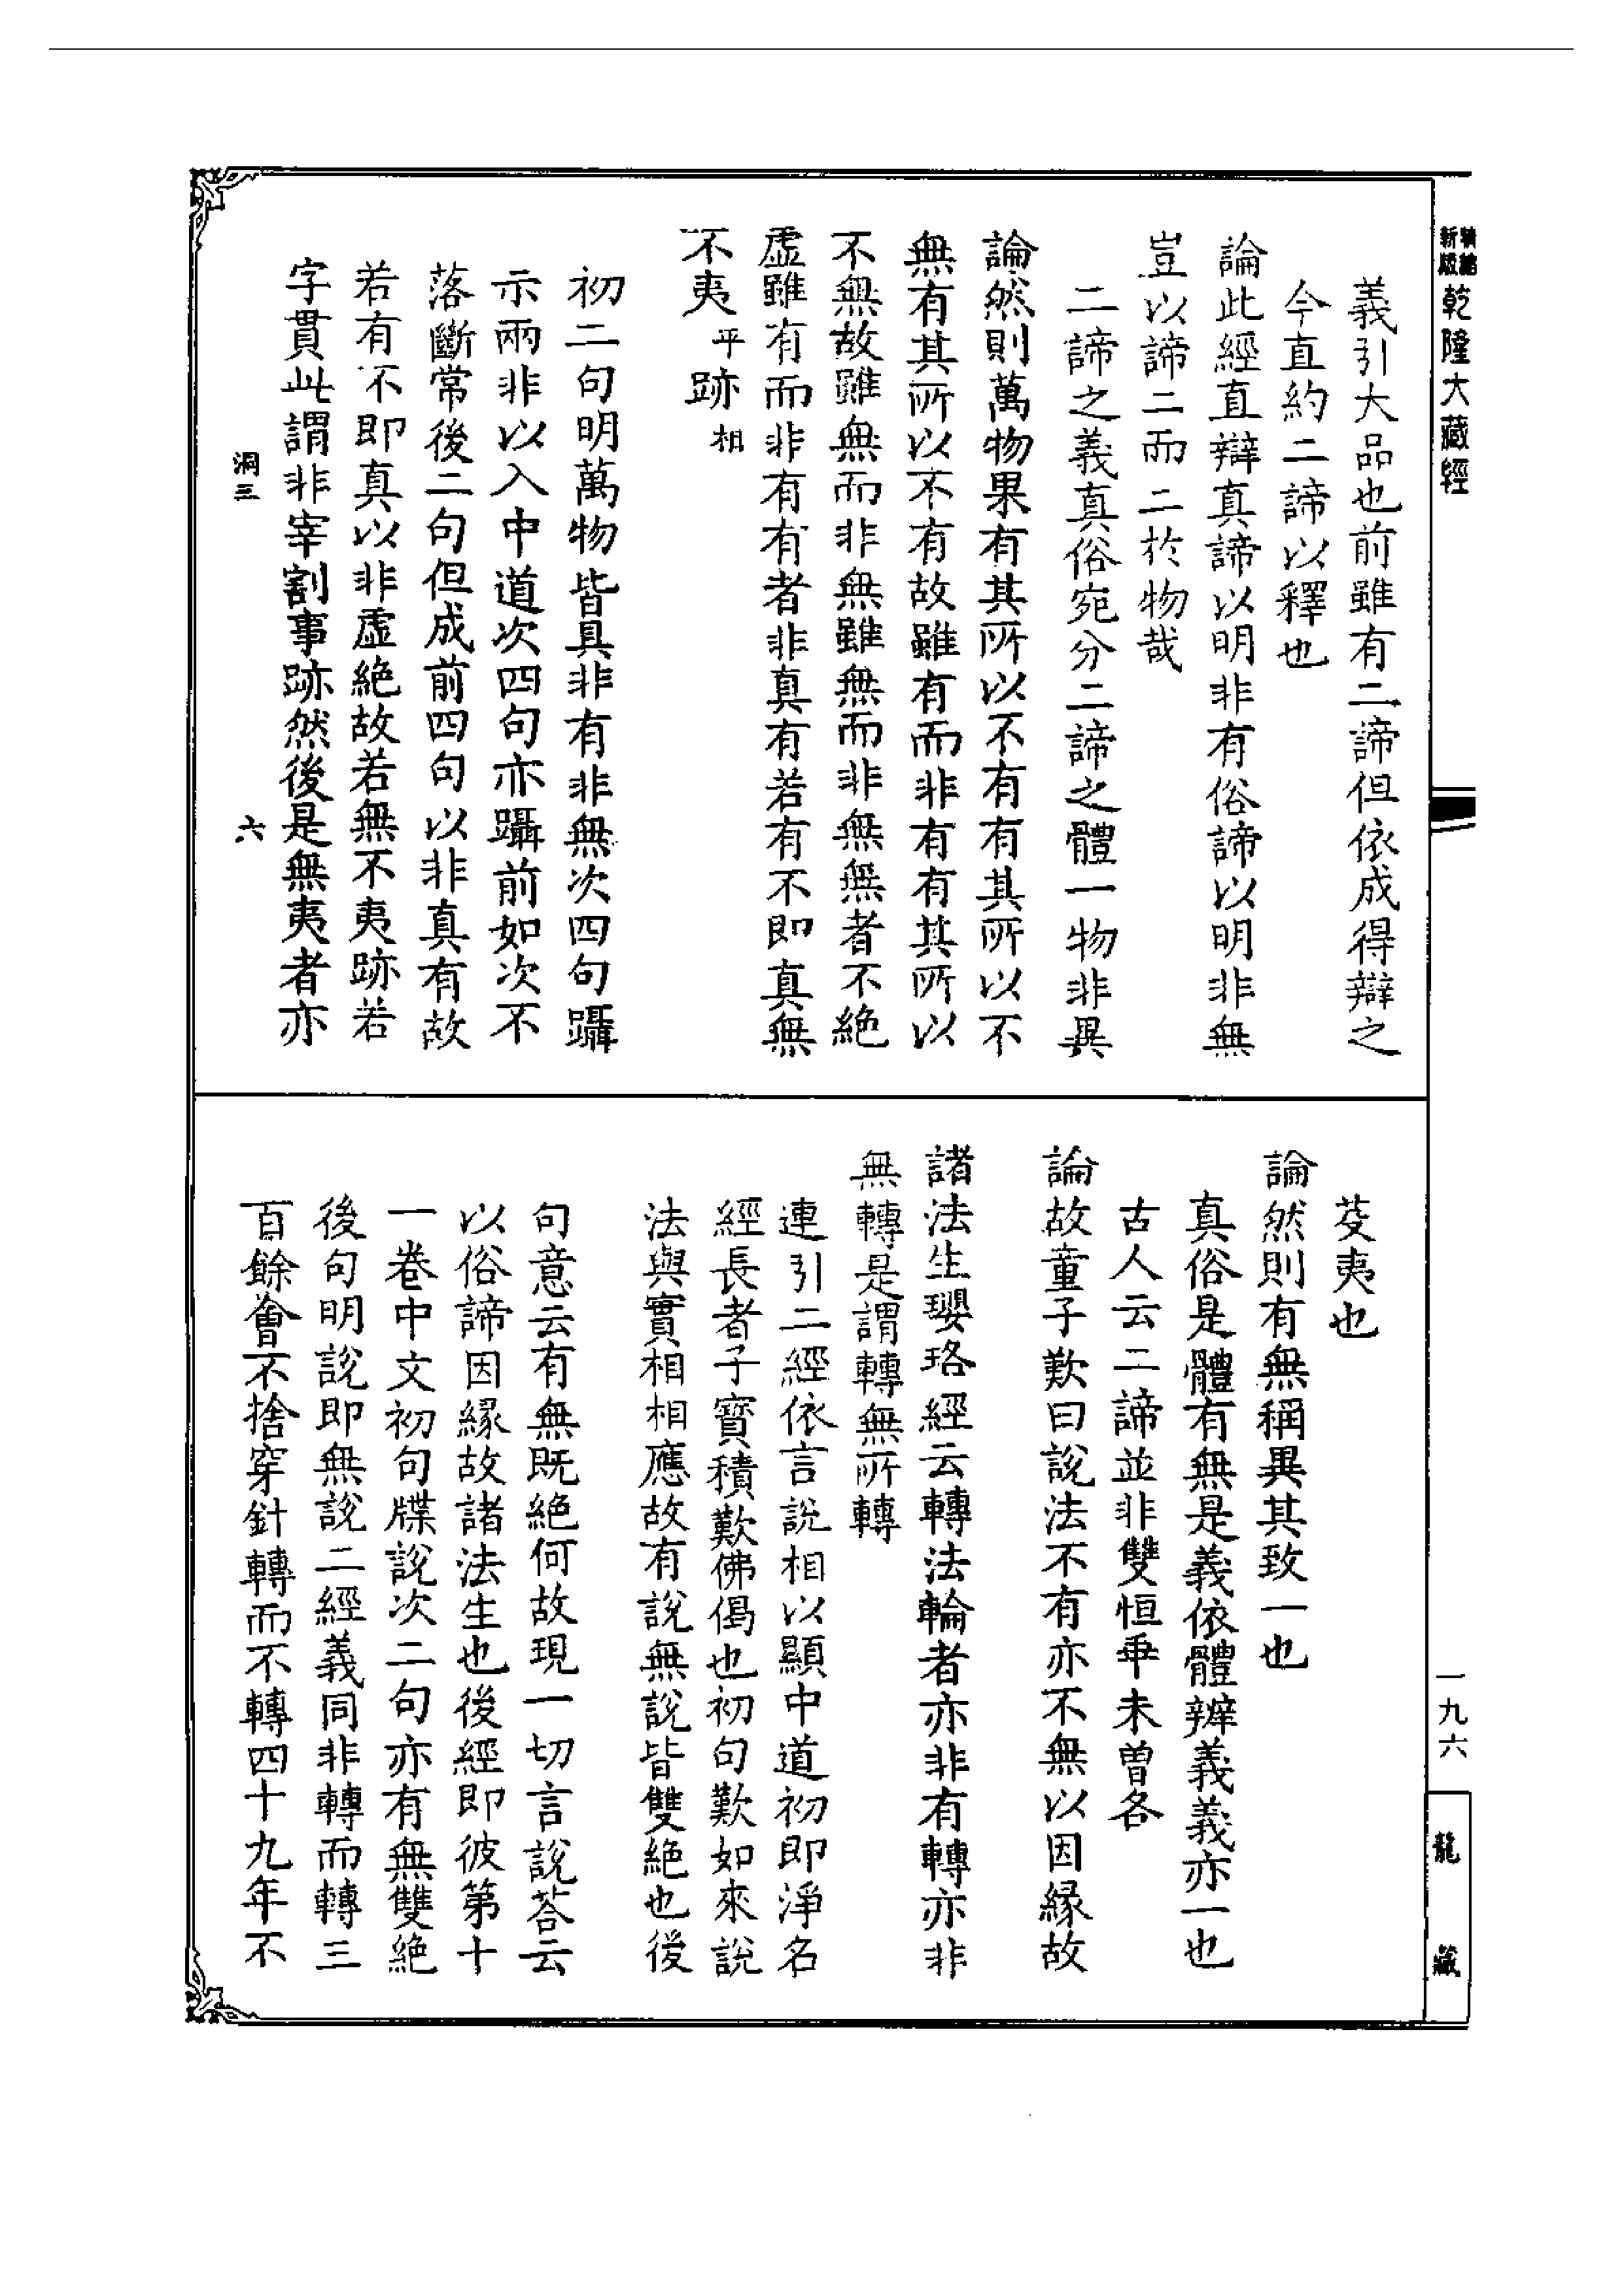 精縮新版乾隆大藏經
義引大品也前雖有二諦但依成得辯之
今直約二諦以釋也
論此經直辯真諦以明非有俗諦以明非無
豈以諦二而二於物哉
二諦之義真俗宛分二諦之體一物非異
論然則萬物果有其所以不有有其所以不
無有其所以不有故雖有而非有有其所以
不無故雖無而非無雖無而非無無者不絕
虛雖有而非有有者非真有若有不即真無
不夷平跡相
初二句明萬物皆具非有非無次四句躡
示兩非以入中道次四句亦躡前如次不
落斷常後二句但成前四句以非真有故
若有不即真以非虛絕故若無不夷跡若
字貫此謂非宰割事跡然後是無夷者亦
洞三
六
芟夷也
論然則有無稱異其致一也
真俗是體有無是義依體辨義義亦一也
古人云二諦並非雙恒乖未曾各
論故童子歎曰說法不有亦不無以因緣故
諸法生瓔珞經云轉法輪者亦非有轉亦非
無轉是謂轉無所轉
連引二經依言說相以顯中道初即淨名
經長者子寶積歎佛偈也初句歎如來說
法與實相相應故有說無說皆雙絕也後
句意云有無既絕何故現一切言說荅云
以俗諦因緣故諸法生也後經即彼第十
一卷中文初句牒說次二句亦有無雙絕
後句明說即無說二經義同非轉而轉三
百餘會不捨穿針轉而不轉四十九年不
一九六
龍藏